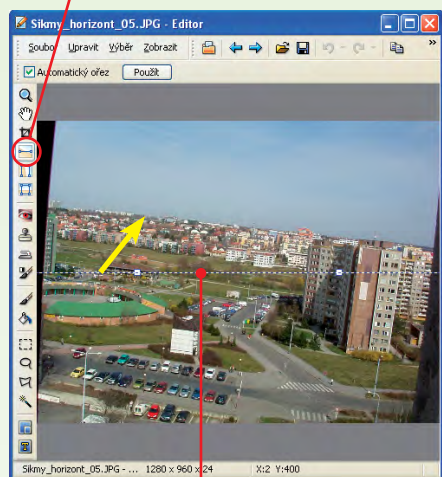 Sikmy_horizont_05.JPG - Editor
Soubor Upravit Výběr Zobrazit
Automatický ořez Použít
Sikmy_horizont_05.JPG - ... 1280 x 960 x 24 X:2 Y:400